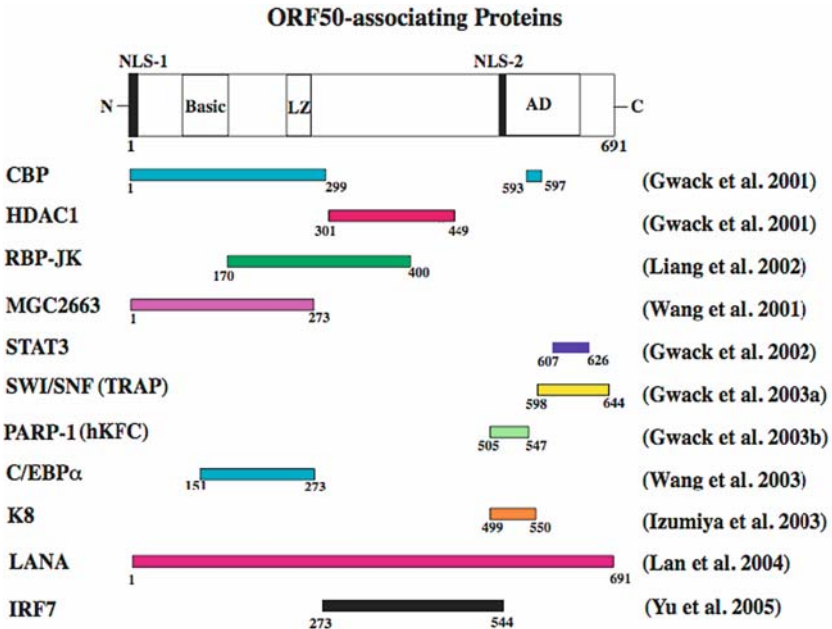 ORF50-associating Proteins
NLS-1 NLS-2
N Basic LZ AD C
1 691
CBP 1 299 593 597 (Gwack et al. 2001)
HDAC1 301 449 (Gwack et al. 2001)
RBP-JK 170 400 (Liang et al. 2002)
MGC2663 1 273 (Wang et al. 2001)
STAT3 607 626 (Gwack et al. 2002)
SWI/SNF (TRAP) 598 644 (Gwack et al. 2003a)
PARP-1 (hKFC) 505 547 (Gwack et al. 2003b)
C/EBPα 151 273 (Wang et al. 2003)
K8 499 550 (Izumiya et al. 2003)
LANA 1 691 (Lan et al. 2004)
IRF7 273 544 (Yu et al. 2005)